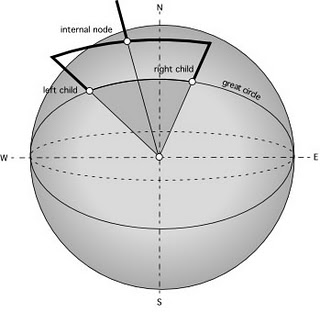 N
internal node
right child
left child
great circle
W
E
S